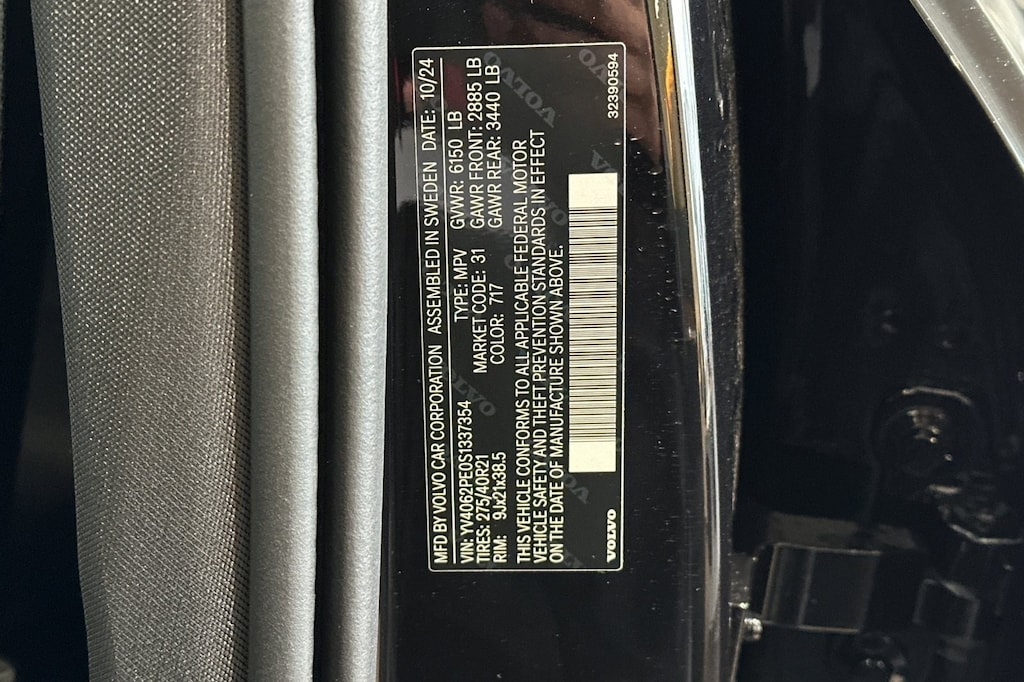 MFD BY VOLVO CAR CORPORATION ASSEMBLED IN SWEDEN DATE: 10/24
VIN: YV4062PE0S1337354 TYPE: MPV GVWR: 6150 LB
TIRES: 275/40R21 MARKET CODE: 31 GAWR FRONT: 2885 LB
RIM: 9Jx21x38.5 COLOR: 717 GAWR REAR: 3440 LB
THIS VEHICLE CONFORMS TO ALL APPLICABLE FEDERAL MOTOR
VEHICLE SAFETY AND THEFT PREVENTION STANDARDS IN EFFECT
ON THE DATE OF MANUFACTURE SHOWN ABOVE.
VOLVO 32390594